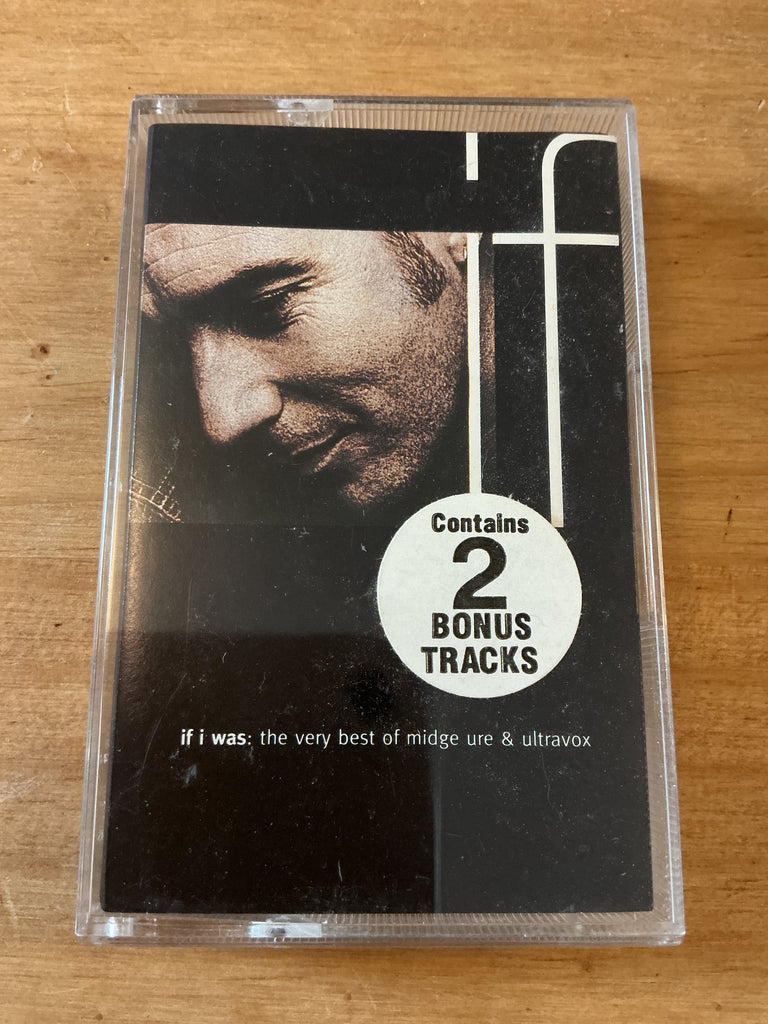 if
Contains
2
BONUS
TRACKS
if i was: the very best of midge ure & ultravox